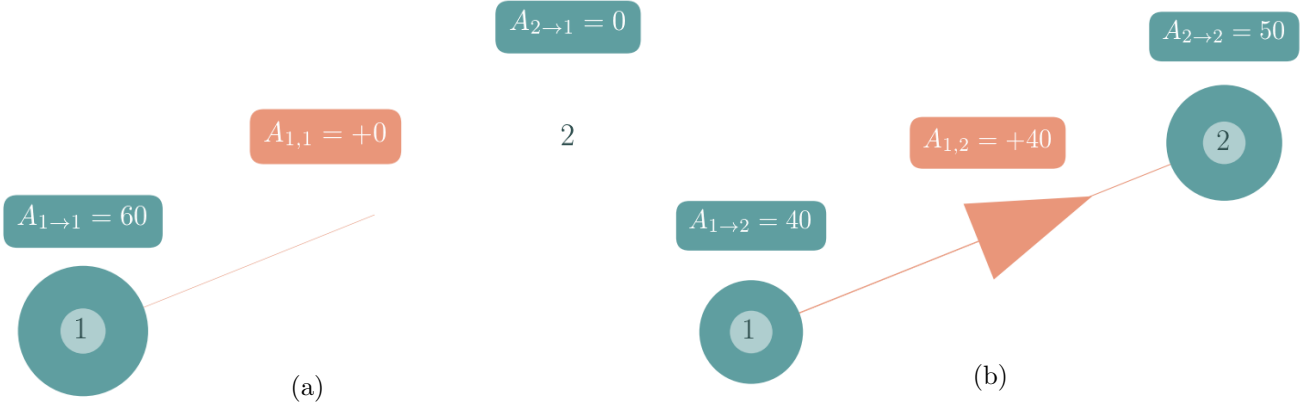 A_{2→1} = 0
A_{1,1} = +0
2
A_{1→1} = 60
1
(a)
A_{2→2} = 50
A_{1,2} = +40
2
A_{1→2} = 40
1
(b)